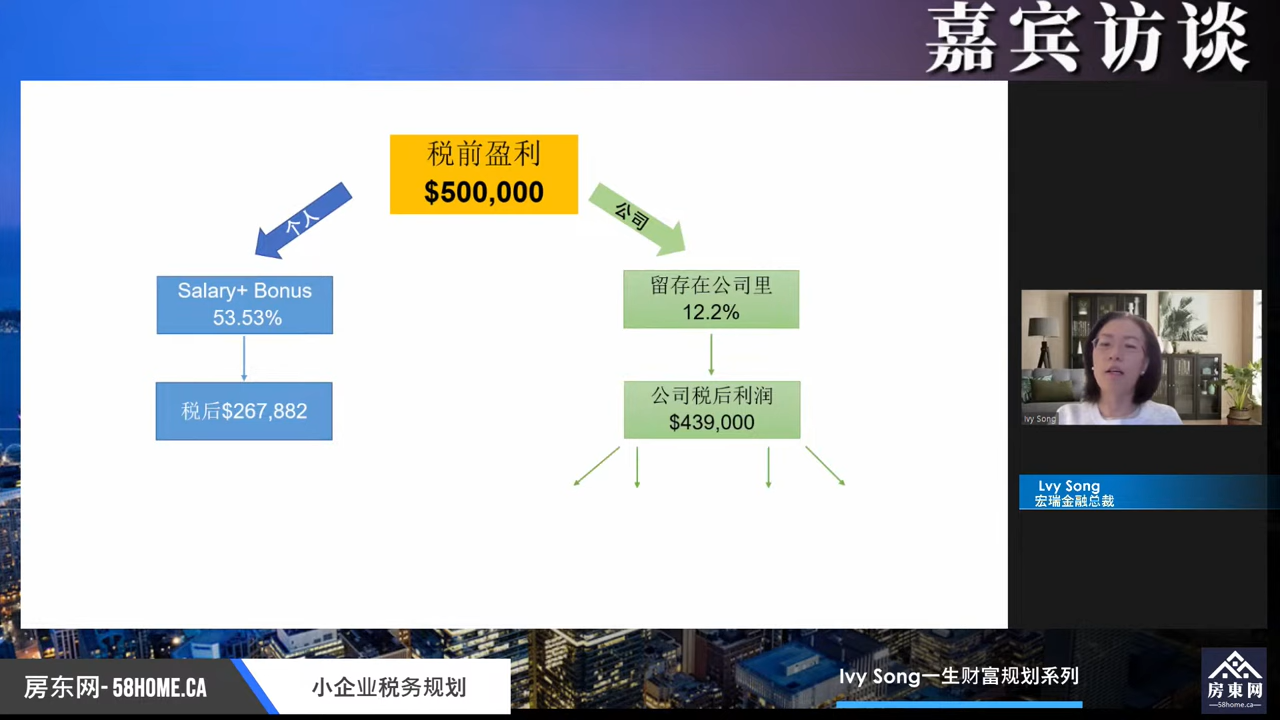 嘉宾访谈
税前盈利
$500,000
个人
公司
Salary+ Bonus
53.53%
留存在公司里
12.2%
税后$267,882
公司税后利润
$439,000
Ivy Song
Lvy Song
宏瑞金融总裁
房东网- 58HOME.CA
小企业税务规划
Ivy Song一生财富规划系列
房東网
58home.ca